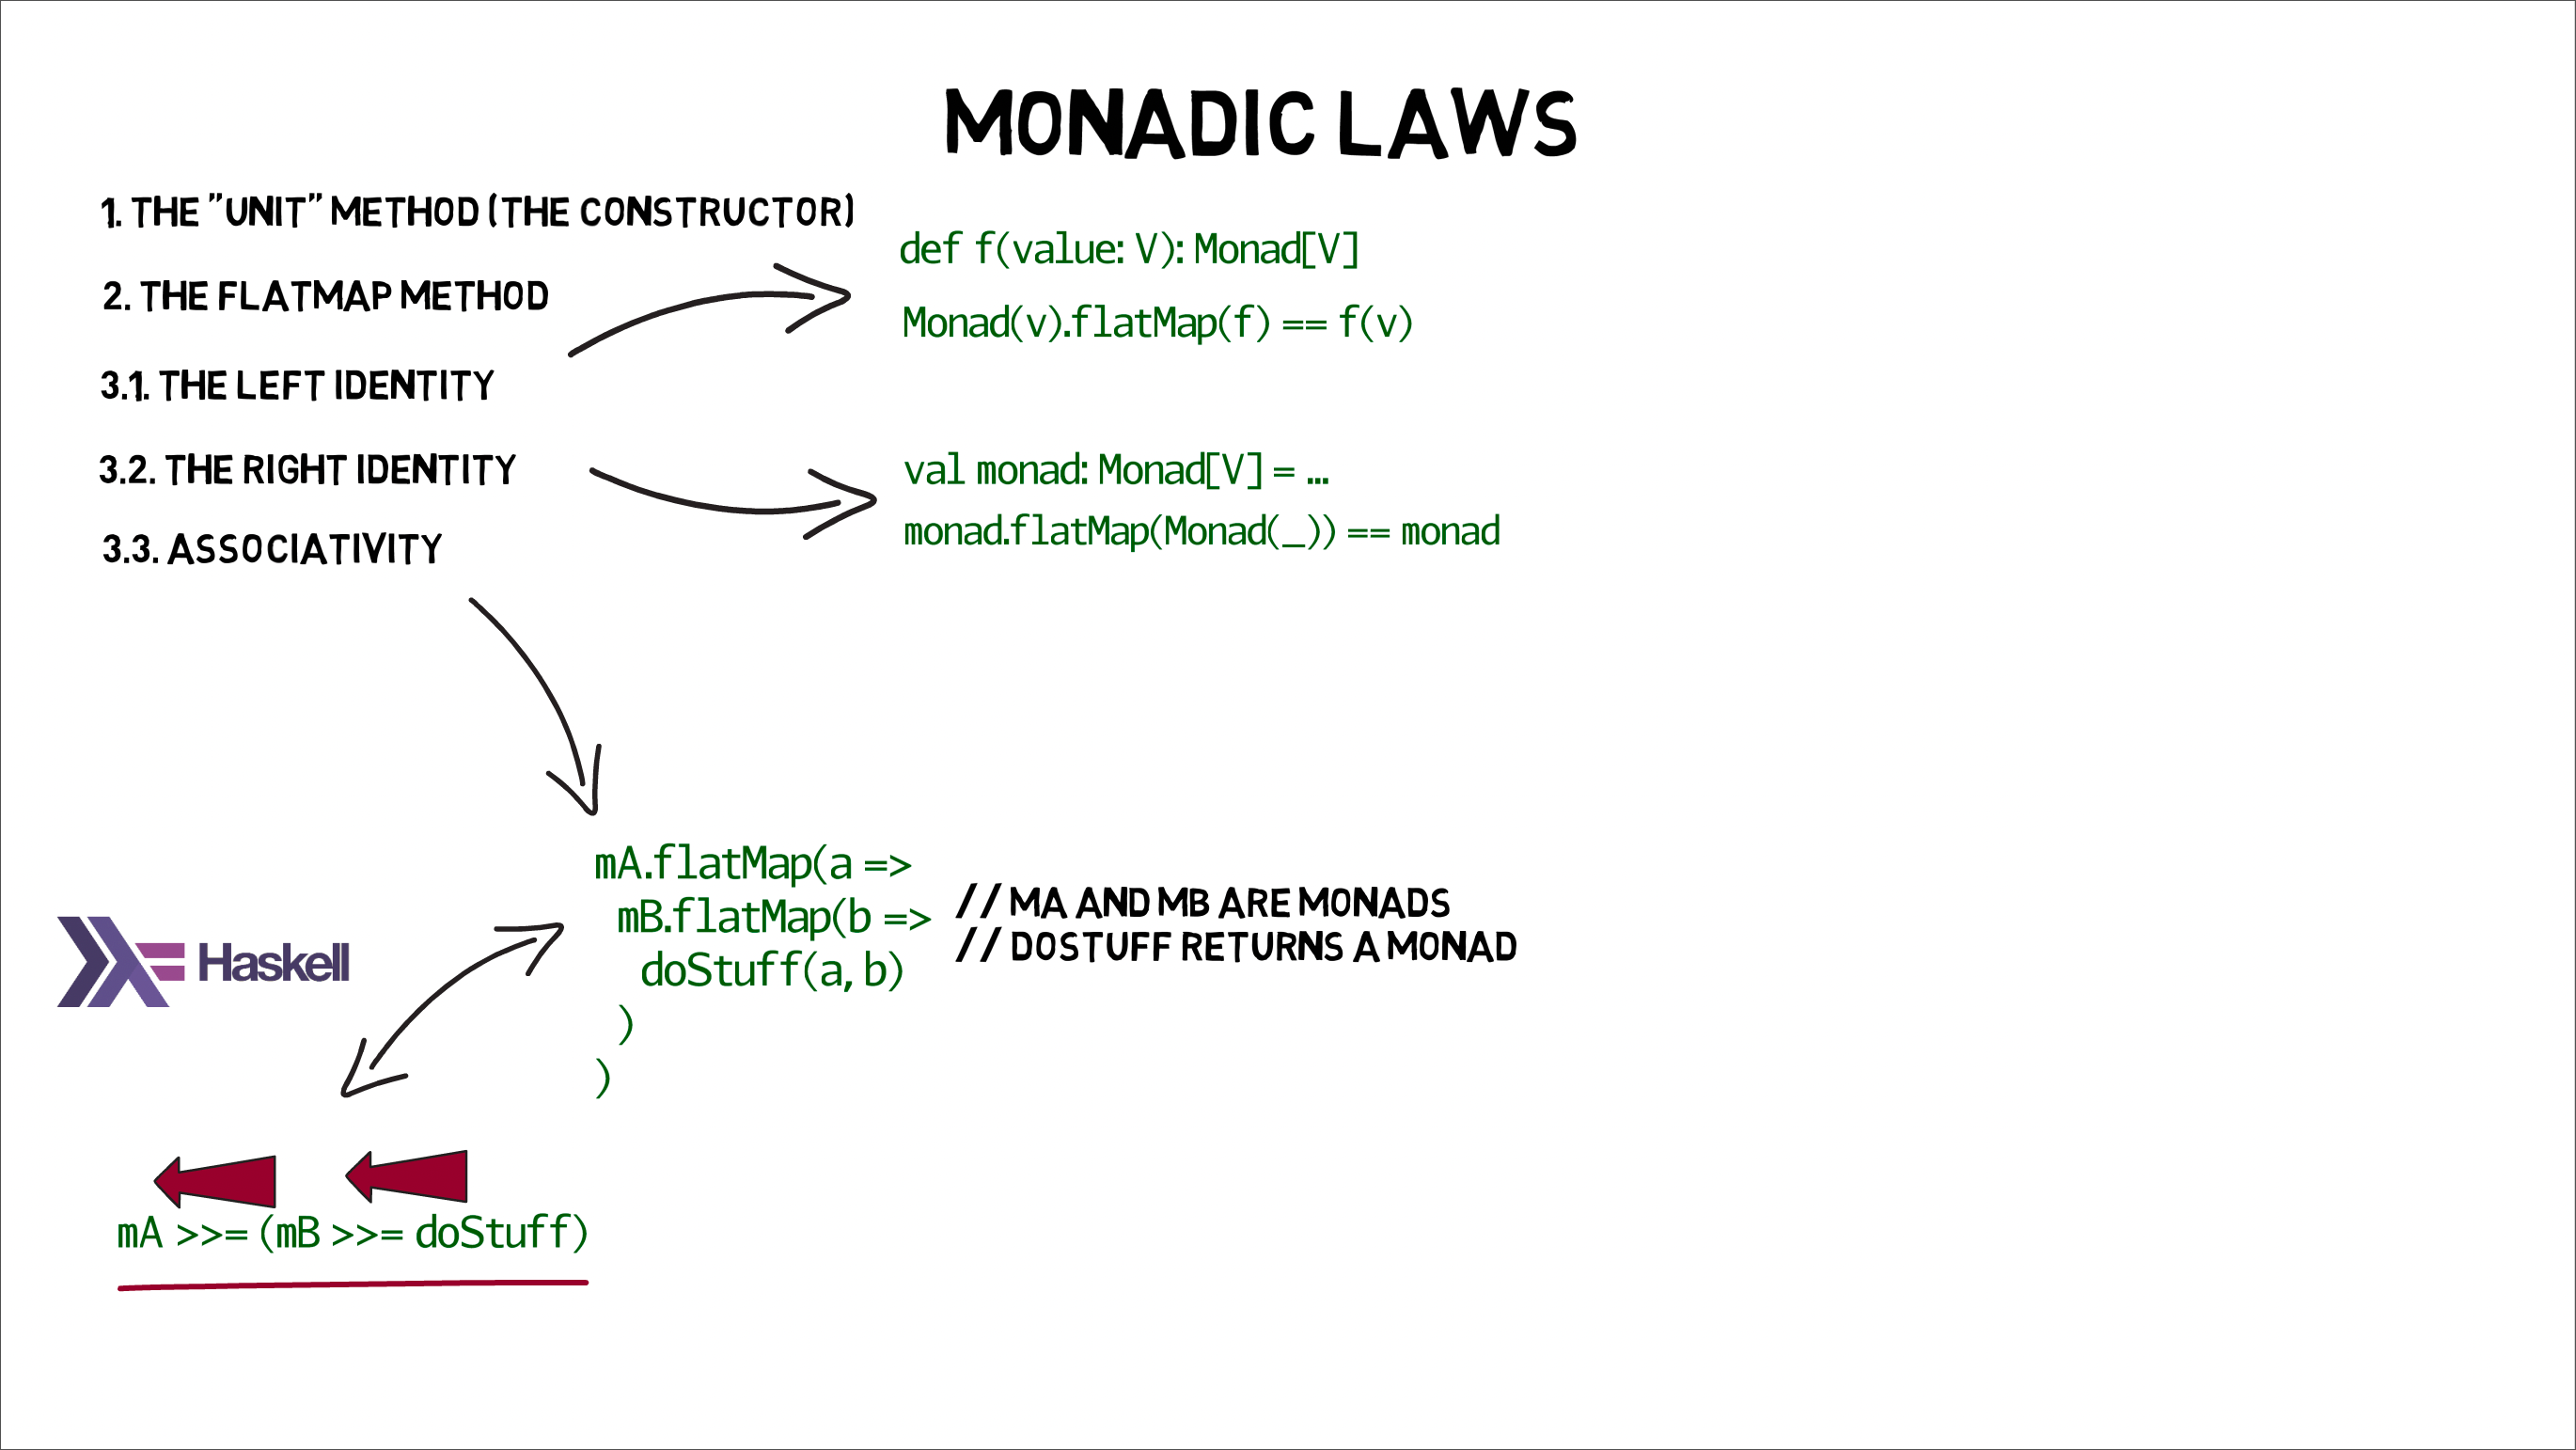 MONADIC LAWS
1. THE "UNIT" METHOD (THE CONSTRUCTOR)
2. THE FLATMAP METHOD
3.1. THE LEFT IDENTITY
3.2. THE RIGHT IDENTITY
3.3. ASSOCIATIVITY
def f(value: V): Monad[V]
Monad(v).flatMap(f) == f(v)
val monad: Monad[V] = ...
monad.flatMap(Monad(_)) == monad
mA.flatMap(a =>
mB.flatMap(b =>
doStuff(a, b)
)
)
// MA AND MB ARE MONADS
// DOSTUFF RETURNS A MONAD
Haskell
mA >>= (mB >>= doStuff)